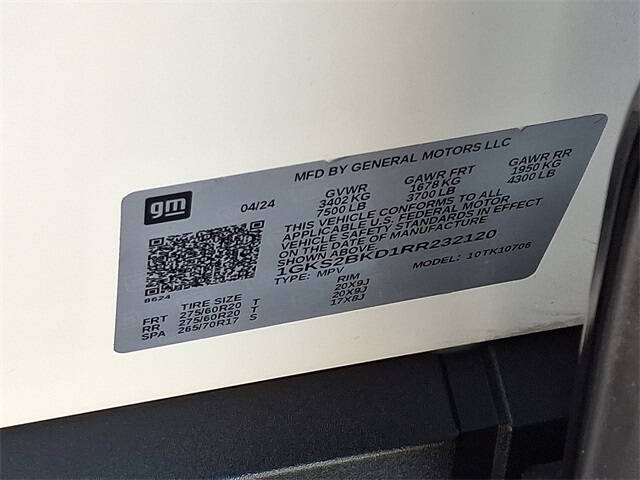 MFD BY GENERAL MOTORS LLC
gm
04/24
GVWR GAWR FRT GAWR RR
3402 KG 1678 KG 1950 KG
7500 LB 3700 LB 4300 LB
THIS VEHICLE CONFORMS TO ALL
APPLICABLE U.S. FEDERAL MOTOR
VEHICLE SAFETY STANDARDS IN EFFECT
ON THE DATE OF MANUFACTURE
SHOWN ABOVE.
1GKS2BKD1RR232120
TYPE: MPV MODEL: 10TK10706
8624
TIRE SIZE RIM
FRT 275/60R20 T 20X9J
RR 275/60R20 T 20X9J
SPA 265/70R17 S 17X8J